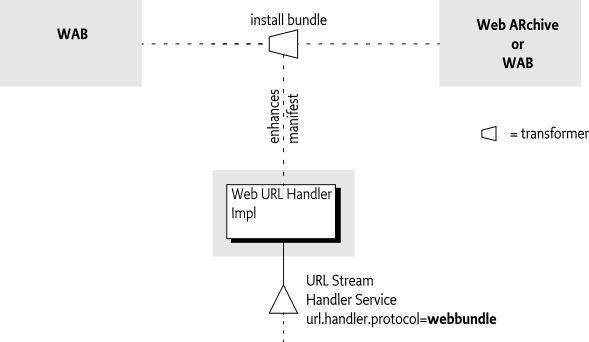 install bundle
WAB
Web ARchive
or
WAB
enhances
manifest
= transformer
Web URL Handler
Impl
URL Stream
Handler Service
url.handler.protocol=webbundle